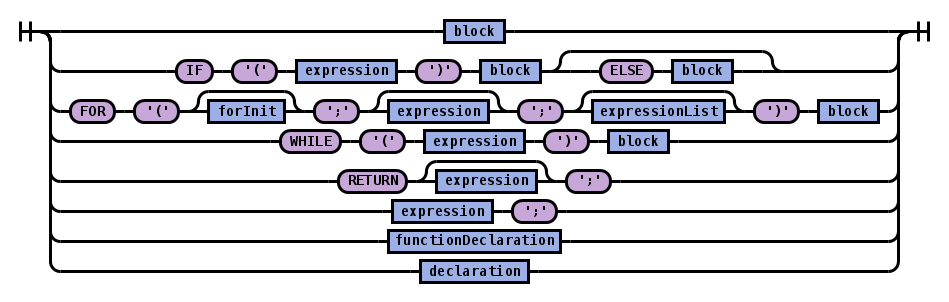 block
IF '(' expression ')' block ELSE block
FOR '(' forInit ';' expression ';' expressionList ')' block
WHILE '(' expression ')' block
RETURN expression ';'
expression ';'
functionDeclaration
declaration